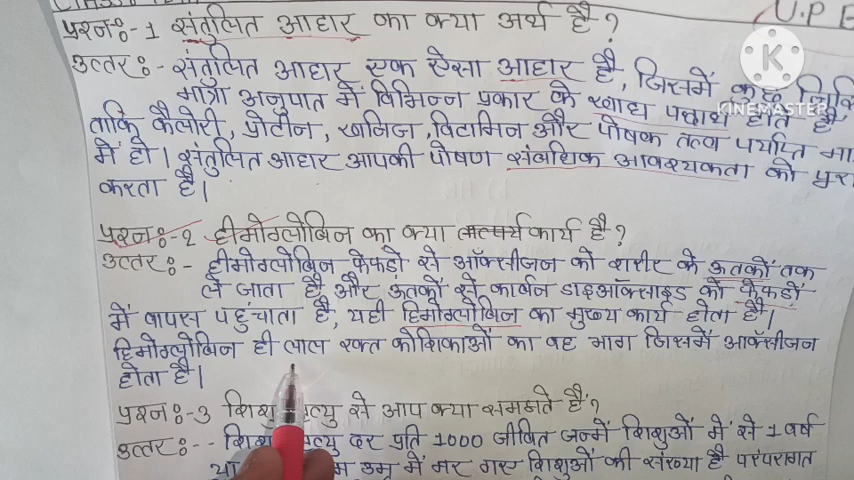 U.P
प्रश्न:-1 संतुलित आहार का क्या अर्थ है?
उत्तर:- संतुलित आहार एक ऐसा आहार है, जिसमें कुछ
मात्रा अनुपात में विभिन्न प्रकार के खाद्य पदार्थ होते हैं
ताकि कैलोरी, प्रोटीन, खनिज, विटामिन और पोषक तत्व पर्याप्त
में हो। संतुलित आहार आपकी पोषण संबंधिक आवश्यकता को पुरा
करता है।
प्रश्न:-2 हीमोग्लोबिन का क्या कार्य है?
उत्तर:- हीमोग्लोबिन फेफड़ो से ऑक्सीजन को शरीर के ऊतकों तक
ले जाता है और ऊतकों से कार्बन डाइऑक्साइड को फेफड़ों
में वापस पहुंचाता है, यही हिमोग्लोबिन का मुख्य कार्य होता है।
हिमोग्लोबिन ही लाल रक्त कोशिकाओं का वह भाग जिसमें ऑक्सीजन
होता है।
प्रश्न:-3 से आप क्या समझते हैं?
उत्तर:-- दर प्रति 1000 जीवित जन्में शिशुओं में से 1 वर्ष
उम्र में मर गए शिशुओं की संख्या है परंपरागत
KINEMASTER